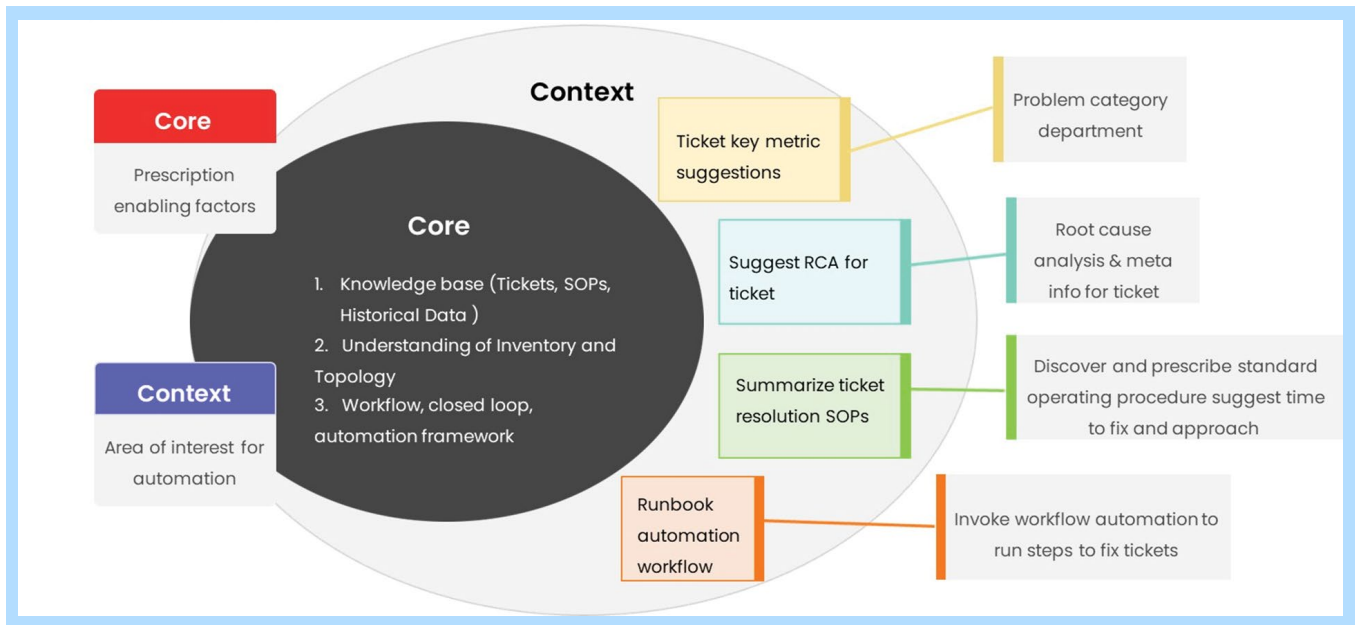 Core
Prescription
enabling factors
Context
Area of interest for
automation
Context
Core
1. Knowledge base (Tickets, SOPs,
Historical Data )
2. Understanding of Inventory and
Topology
3. Workflow, closed loop,
automation framework
Ticket key metric
suggestions
Problem category
department
Suggest RCA for
ticket
Root cause
analysis & meta
info for ticket
Summarize ticket
resolution SOPs
Discover and prescribe standard
operating procedure suggest time
to fix and approach
Runbook
automation
workflow
Invoke workflow automation to
run steps to fix tickets